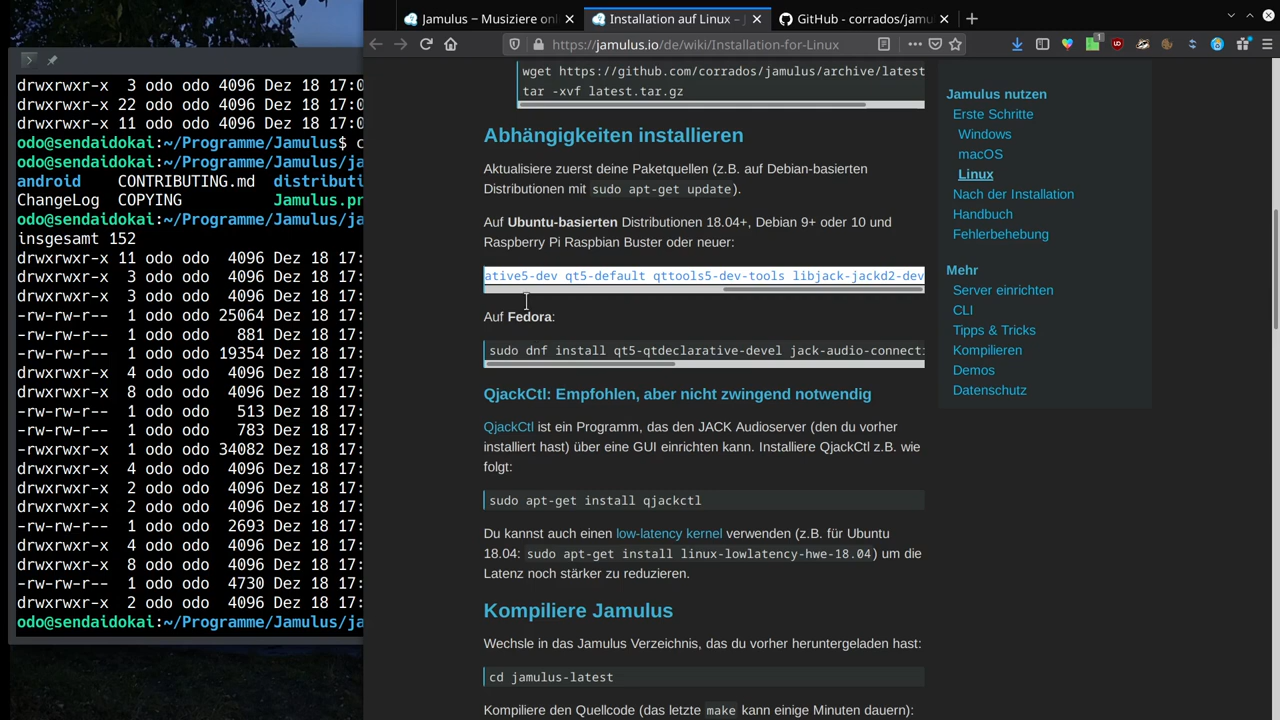 Jamulus – Musiziere onl
Installation auf Linux – J
GitHub - corrados/jamu
https://jamulus.io/de/wiki/Installation-for-Linux
1
drwxrwxr-x 3 odo odo 4096 Dez 18 17:0
drwxrwxr-x 22 odo odo 4096 Dez 18 17:0
drwxrwxr-x 11 odo odo 4096 Dez 18 17:0
odo@sendaidokai:~/Programme/Jamulus$ c
odo@sendaidokai:~/Programme/Jamulus/ja
android CONTRIBUTING.md distributi
ChangeLog COPYING Jamulus.pr
odo@sendaidokai:~/Programme/Jamulus/ja
insgesamt 152
drwxrwxr-x 11 odo odo 4096 Dez 18 17:
drwxrwxr-x 3 odo odo 4096 Dez 18 17:
drwxrwxr-x 3 odo odo 4096 Dez 18 17:
-rw-rw-r-- 1 odo odo 25064 Dez 18 17:
-rw-rw-r-- 1 odo odo 881 Dez 18 17:
-rw-rw-r-- 1 odo odo 19354 Dez 18 17:
drwxrwxr-x 4 odo odo 4096 Dez 18 17:
drwxrwxr-x 8 odo odo 4096 Dez 18 17:
-rw-rw-r-- 1 odo odo 513 Dez 18 17:
-rw-rw-r-- 1 odo odo 783 Dez 18 17:
-rw-rw-r-- 1 odo odo 34082 Dez 18 17:
drwxrwxr-x 4 odo odo 4096 Dez 18 17:
drwxrwxr-x 2 odo odo 4096 Dez 18 17:
drwxrwxr-x 2 odo odo 4096 Dez 18 17:
-rw-rw-r-- 1 odo odo 2693 Dez 18 17:
drwxrwxr-x 4 odo odo 4096 Dez 18 17:
drwxrwxr-x 8 odo odo 4096 Dez 18 17:
-rw-rw-r-- 1 odo odo 4730 Dez 18 17:
drwxrwxr-x 2 odo odo 4096 Dez 18 17:
odo@sendaidokai:~/Programme/Jamulus/ja
wget https://github.com/corrados/jamulus/archive/latest
tar -xvf latest.tar.gz
Abhängigkeiten installieren
Aktualisiere zuerst deine Paketquellen (z.B. auf Debian-basierten
Distributionen mit sudo apt-get update).
Auf Ubuntu-basierten Distributionen 18.04+, Debian 9+ oder 10 und
Raspberry Pi Raspbian Buster oder neuer:
ative5-dev qt5-default qttools5-dev-tools libjack-jackd2-dev
Auf Fedora:
sudo dnf install qt5-qtdeclarative-devel jack-audio-connecti
QjackCtl: Empfohlen, aber nicht zwingend notwendig
QjackCtl ist ein Programm, das den JACK Audioserver (den du vorher
installiert hast) über eine GUI einrichten kann. Installiere QjackCtl z.B. wie
folgt:
sudo apt-get install qjackctl
Du kannst auch einen low-latency kernel verwenden (z.B. für Ubuntu
18.04: sudo apt-get install linux-lowlatency-hwe-18.04) um die
Latenz noch stärker zu reduzieren.
Kompiliere Jamulus
Wechsle in das Jamulus Verzeichnis, das du vorher heruntergeladen hast:
cd jamulus-latest
Kompiliere den Quellcode (das letzte make kann einige Minuten dauern):
Jamulus nutzen
Erste Schritte
Windows
macOS
Linux
Nach der Installation
Handbuch
Fehlerbehebung
Mehr
Server einrichten
CLI
Tipps & Tricks
Kompilieren
Demos
Datenschutz